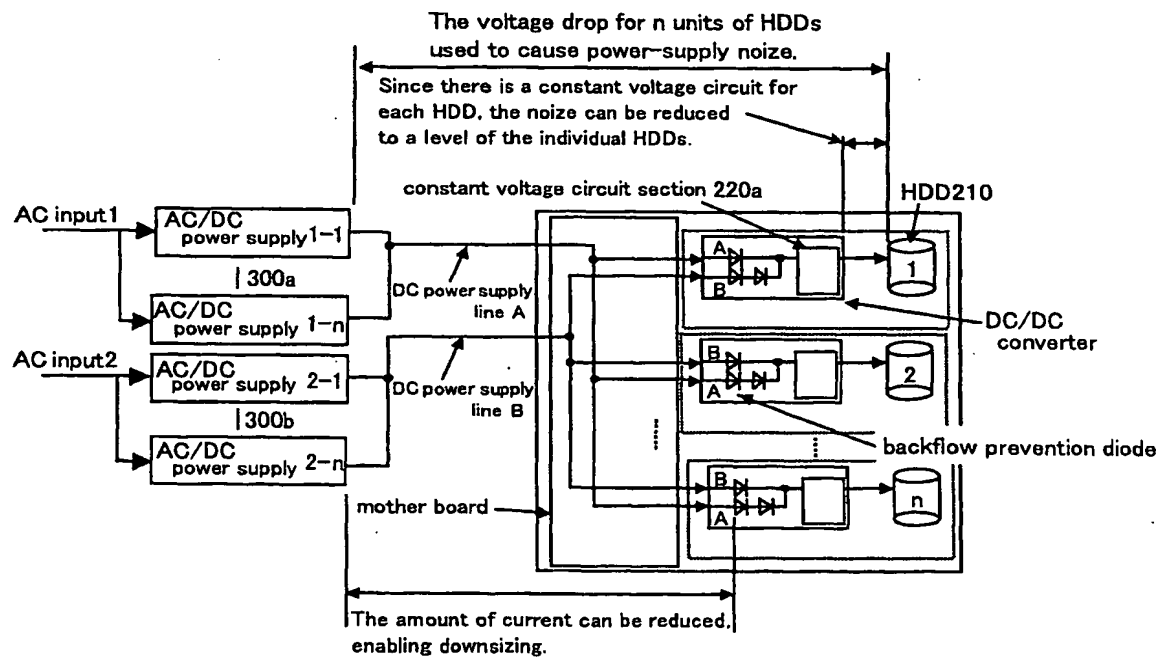 The voltage drop for n units of HDDs
used to cause power-supply noize.
Since there is a constant voltage circuit for
each HDD, the noize can be reduced
to a level of the individual HDDs.
constant voltage circuit section 220a
HDD210
AC input1
AC/DC
power supply 1-1
300a
AC/DC
power supply 1-n
AC input2
AC/DC
power supply 2-1
300b
AC/DC
power supply 2-n
DC power supply
line A
DC power supply
line B
A
B
1
DC/DC
converter
B
A
2
backflow prevention diode
B
A
n
mother board
The amount of current can be reduced,
enabling downsizing.